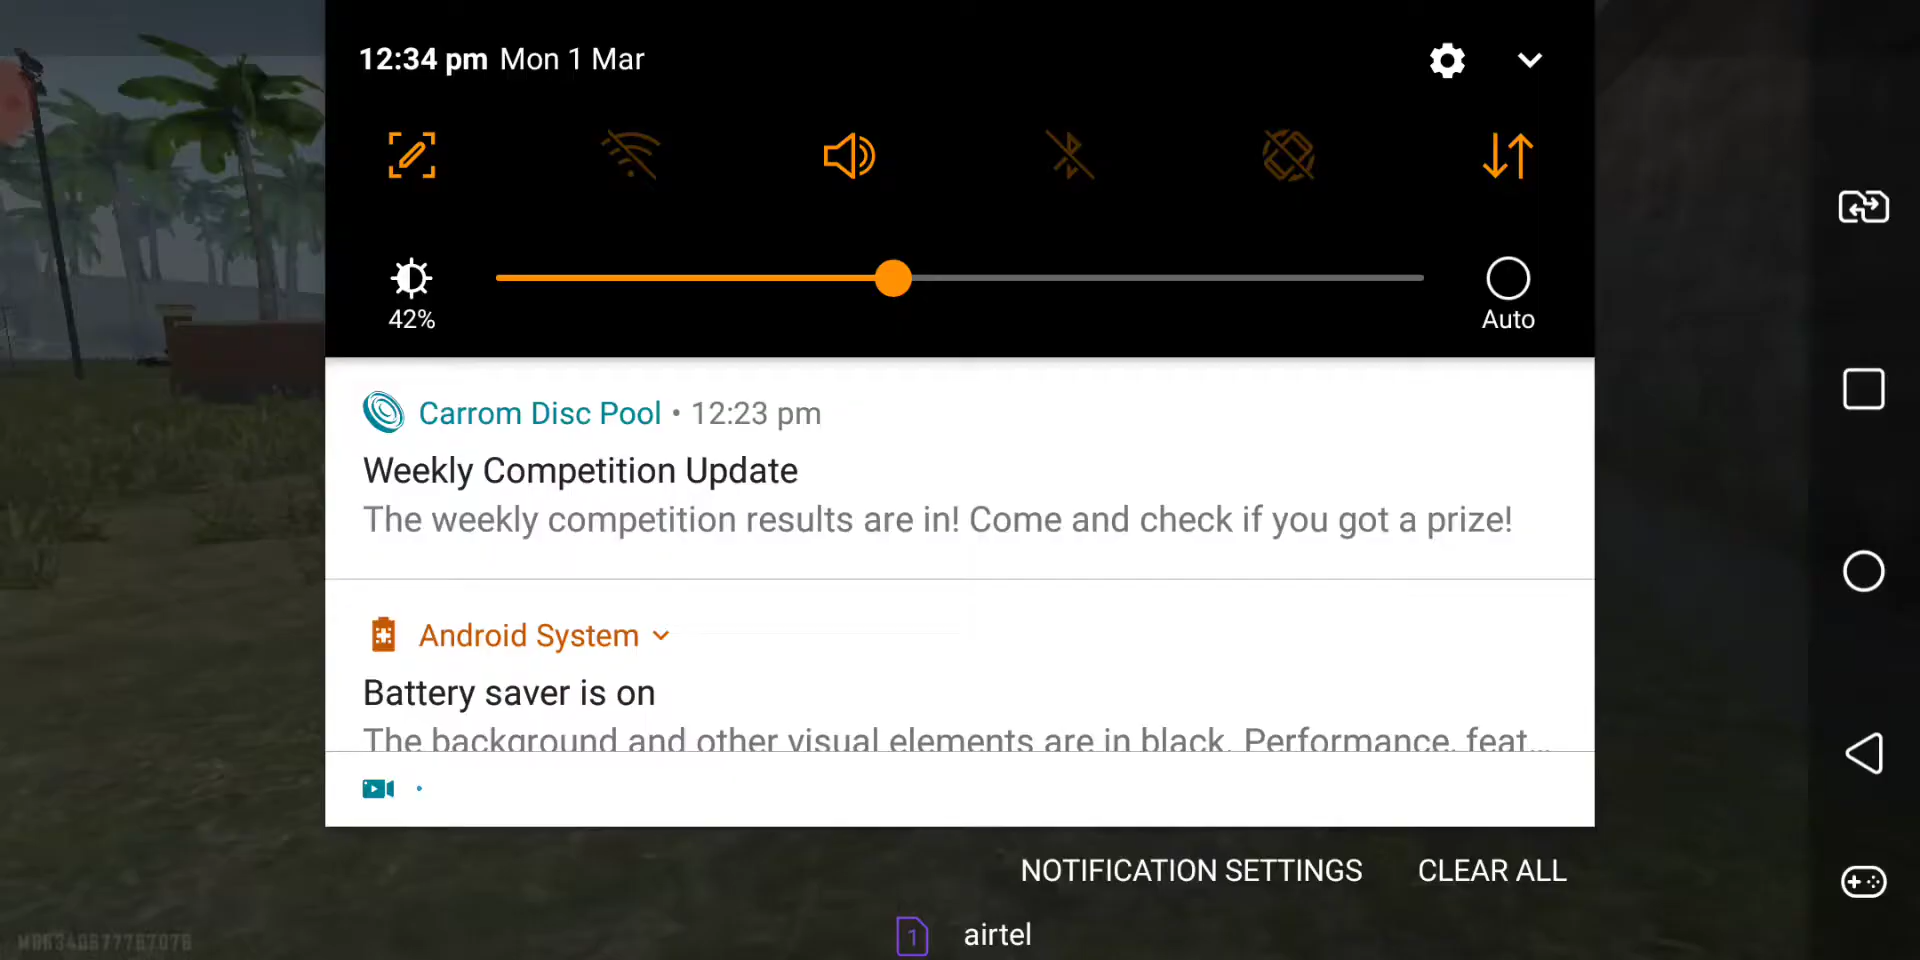 12:34 pm Mon 1 Mar
42%
Auto
Carrom Disc Pool • 12:23 pm
Weekly Competition Update
The weekly competition results are in! Come and check if you got a prize!
Android System
Battery saver is on
The background and other visual elements are in black. Performance, feat...
NOTIFICATION SETTINGS CLEAR ALL
1 airtel